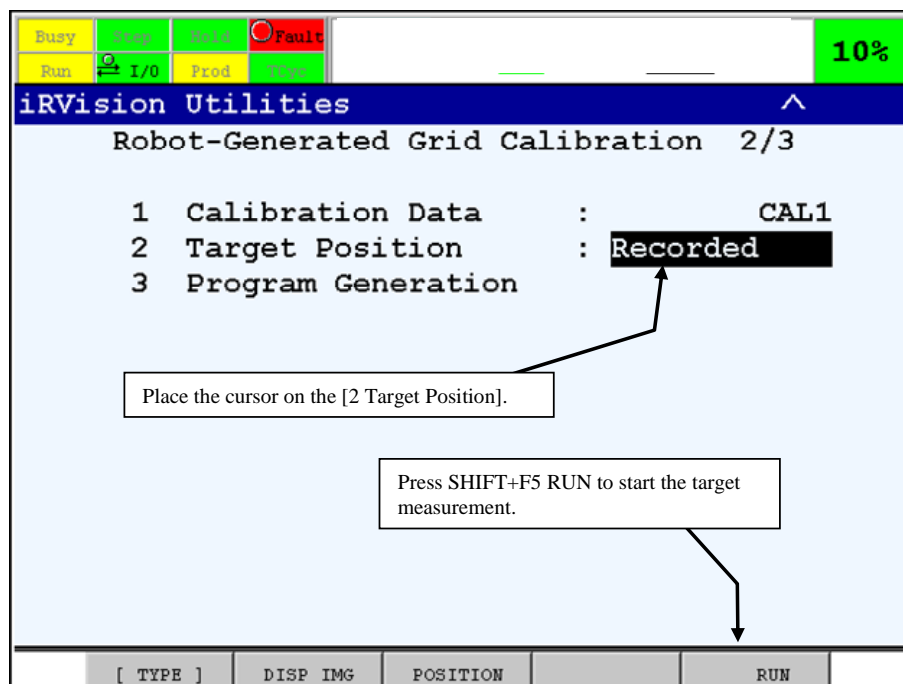 Busy Step Hold Fault
Run I/O Prod TCyc
10%
iRVision Utilities
Robot-Generated Grid Calibration 2/3
1 Calibration Data : CAL1
2 Target Position : Recorded
3 Program Generation
Place the cursor on the [2 Target Position].
Press SHIFT+F5 RUN to start the target
measurement.
[ TYPE ] DISP IMG POSITION RUN